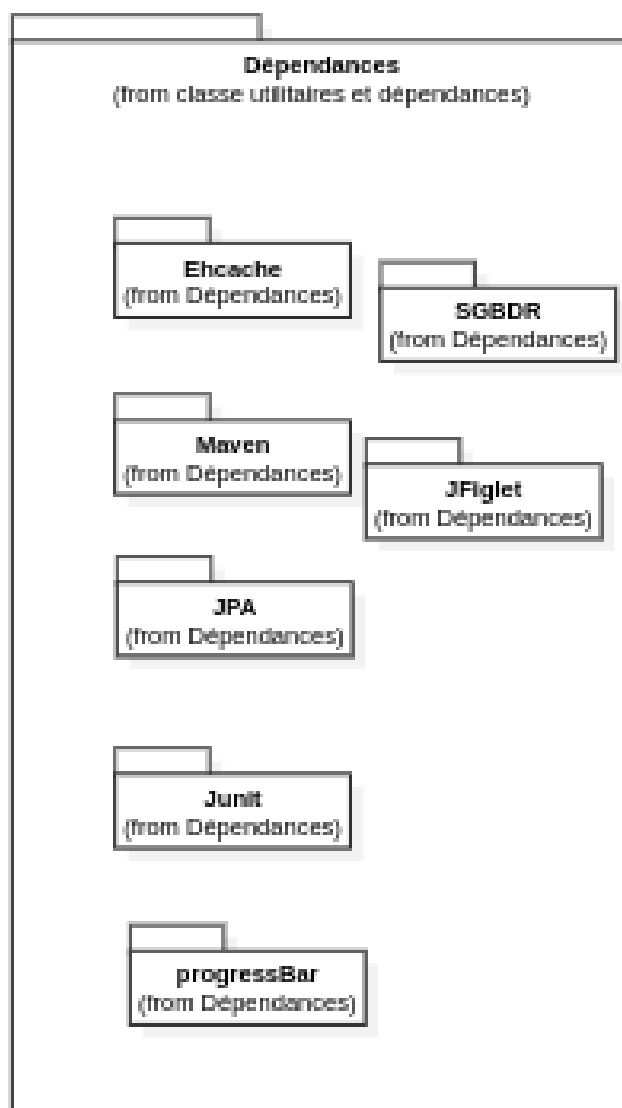 Dépendances
(from classe utilitaires et dépendances)
Ehcache
(from Dépendances)
SGBDR
(from Dépendances)
Maven
(from Dépendances)
JFiglet
(from Dépendances)
JPA
(from Dépendances)
Junit
(from Dépendances)
progressBar
(from Dépendances)